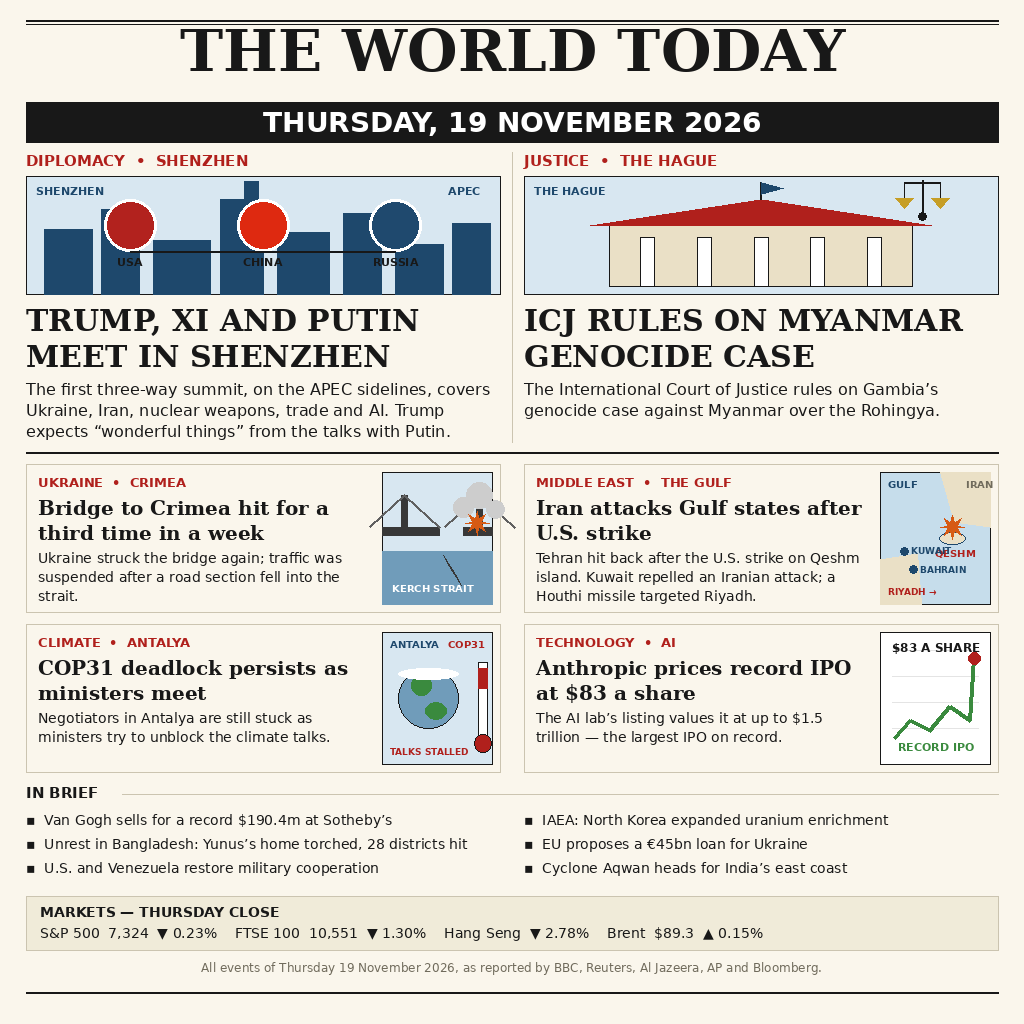 THE WORLD TODAY
THURSDAY, 19 NOVEMBER 2026
DIPLOMACY • SHENZHEN
SHENZHEN
APEC
USA
CHINA
RUSSIA
TRUMP, XI AND PUTIN
MEET IN SHENZHEN
The first three-way summit, on the APEC sidelines, covers
Ukraine, Iran, nuclear weapons, trade and AI. Trump
expects “wonderful things” from the talks with Putin.
JUSTICE • THE HAGUE
THE HAGUE
ICJ RULES ON MYANMAR
GENOCIDE CASE
The International Court of Justice rules on Gambia’s
genocide case against Myanmar over the Rohingya.
UKRAINE • CRIMEA
Bridge to Crimea hit for a
third time in a week
Ukraine struck the bridge again; traffic was
suspended after a road section fell into the
strait.
KERCH STRAIT
MIDDLE EAST • THE GULF
Iran attacks Gulf states after
U.S. strike
Tehran hit back after the U.S. strike on Qeshm
island. Kuwait repelled an Iranian attack; a
Houthi missile targeted Riyadh.
GULF
IRAN
KUWAIT
QESHM
BAHRAIN
RIYADH →
CLIMATE • ANTALYA
COP31 deadlock persists as
ministers meet
Negotiators in Antalya are still stuck as
ministers try to unblock the climate talks.
ANTALYA
COP31
TALKS STALLED
TECHNOLOGY • AI
Anthropic prices record IPO
at $83 a share
The AI lab’s listing values it at up to $1.5
trillion — the largest IPO on record.
$83 A SHARE
RECORD IPO
IN BRIEF
▪ Van Gogh sells for a record $190.4m at Sotheby’s
▪ Unrest in Bangladesh: Yunus’s home torched, 28 districts hit
▪ U.S. and Venezuela restore military cooperation
▪ IAEA: North Korea expanded uranium enrichment
▪ EU proposes a €45bn loan for Ukraine
▪ Cyclone Aqwan heads for India’s east coast
MARKETS — THURSDAY CLOSE
S&P 500 7,324 ▼ 0.23% FTSE 100 10,551 ▼ 1.30% Hang Seng ▼ 2.78% Brent $89.3 ▲ 0.15%
All events of Thursday 19 November 2026, as reported by BBC, Reuters, Al Jazeera, AP and Bloomberg.